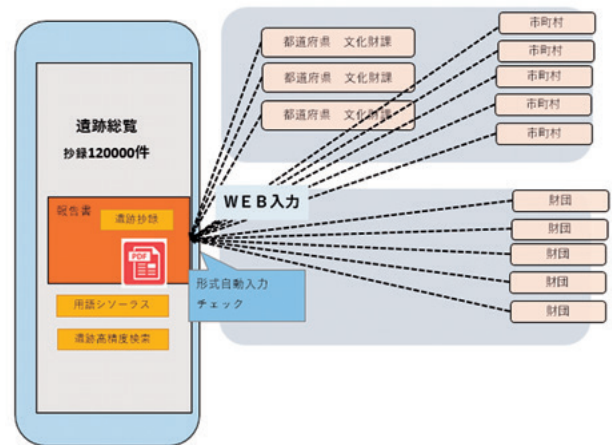 遺跡総覧
抄録120000件
報告書
遺跡抄録
PDF
用語シソーラス
遺跡高精度検索
都道府県　文化財課
都道府県　文化財課
都道府県　文化財課
市町村
市町村
市町村
市町村
市町村
ＷＥＢ入力
形式自動入力
チェック
財団
財団
財団
財団
財団